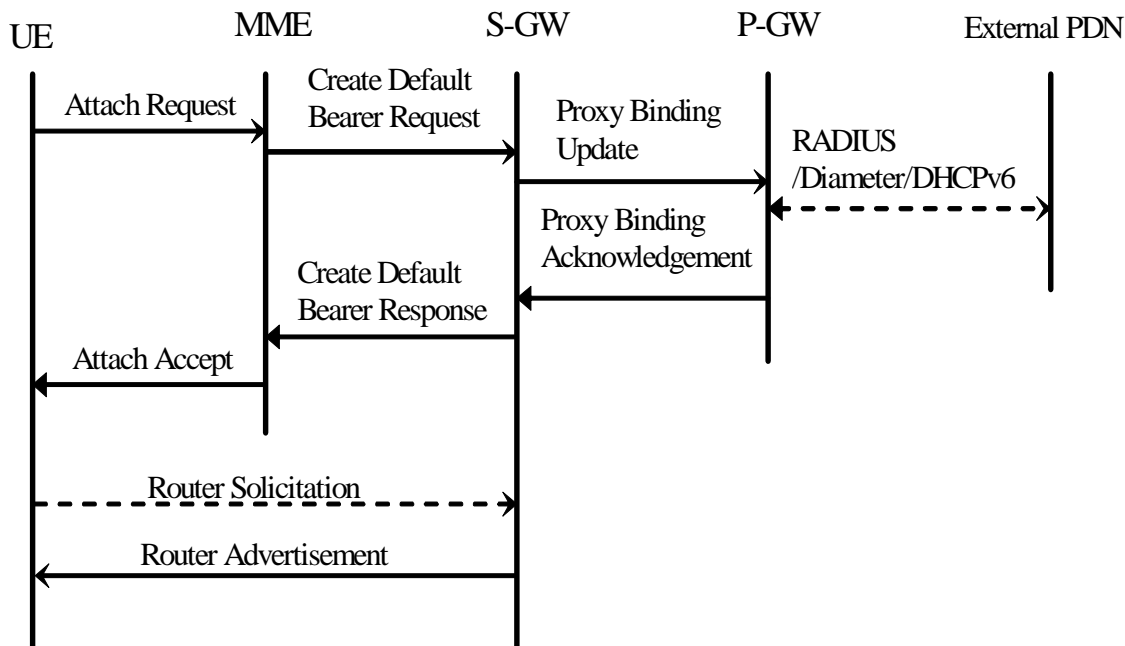 UE
MME
S-GW
P-GW
External PDN
Attach Request
Create Default
Bearer Request
Proxy Binding
Update
RADIUS
/Diameter/DHCPv6
Proxy Binding
Acknowledgement
Create Default
Bearer Response
Attach Accept
Router Solicitation
Router Advertisement